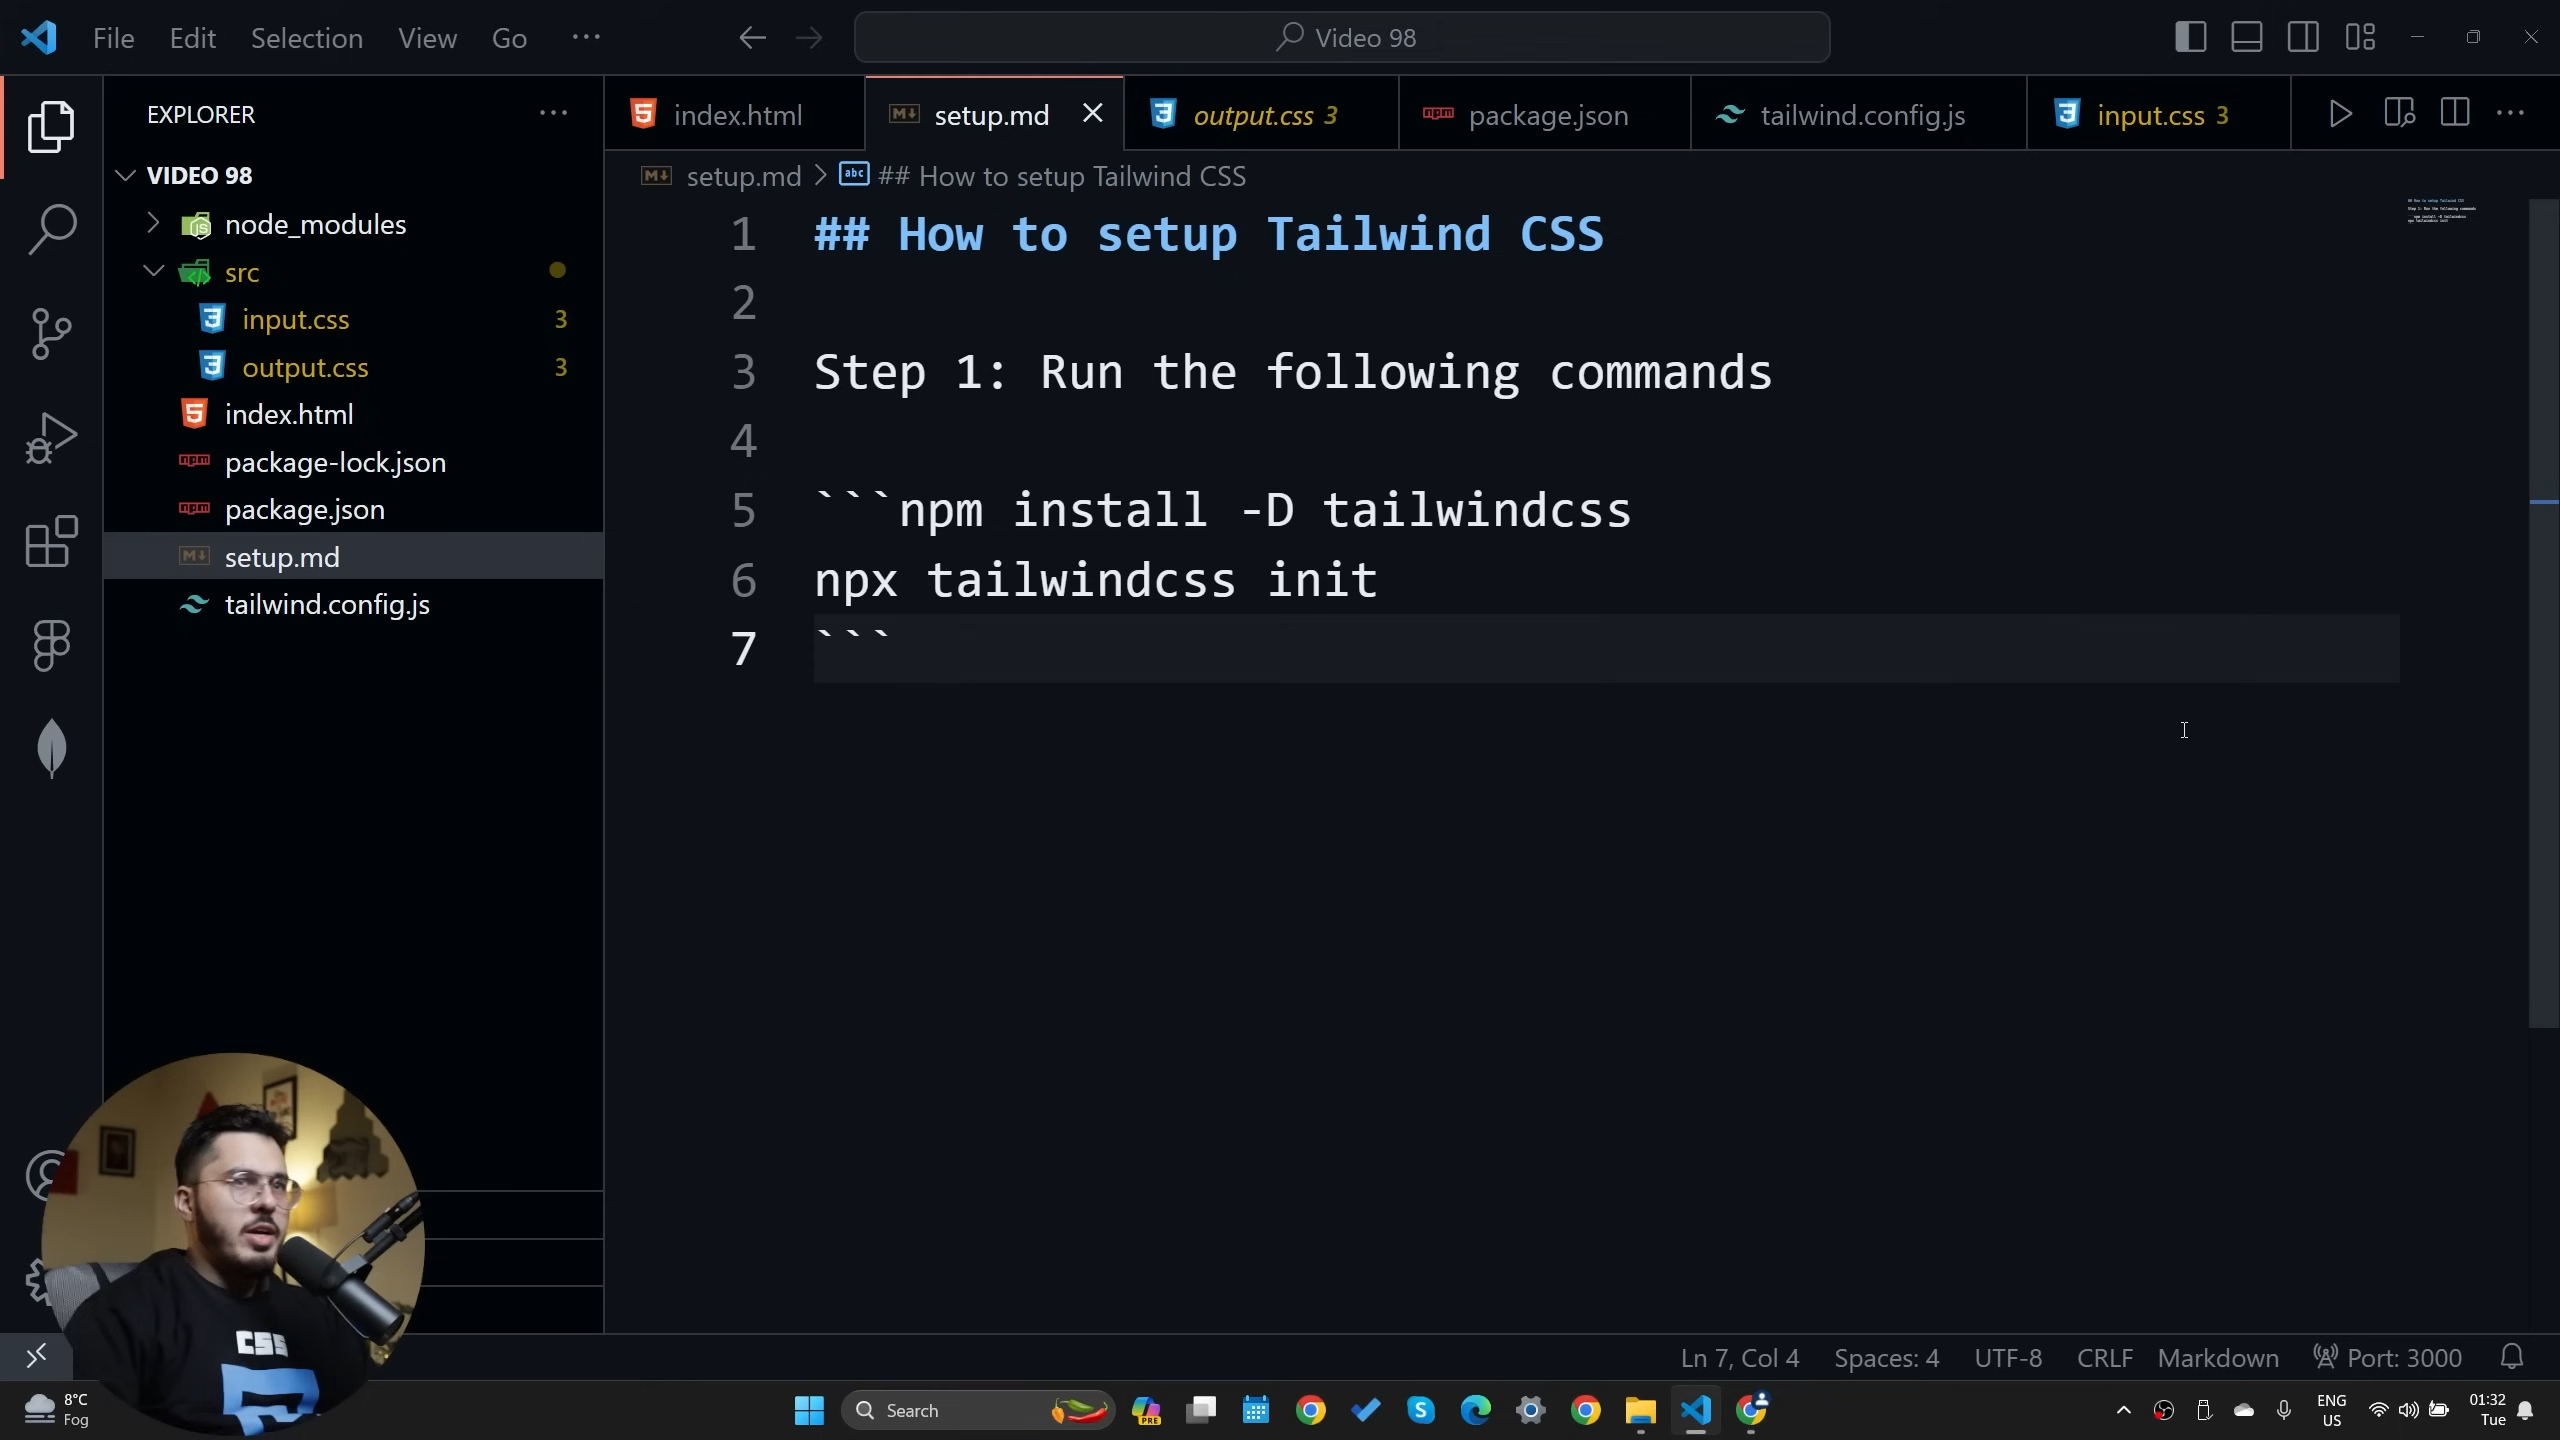 File Edit Selection View Go ··· Video 98
EXPLORER ···
VIDEO 98
node_modules
src
input.css 3
output.css 3
index.html
package-lock.json
package.json
setup.md
tailwind.config.js
index.html setup.md output.css 3 package.json tailwind.config.js input.css 3
setup.md > ## How to setup Tailwind CSS
1 ## How to setup Tailwind CSS
2
3 Step 1: Run the following commands
4
5 ```npm install -D tailwindcss
6 npx tailwindcss init
7 ```
CSS
Ln 7, Col 4 Spaces: 4 UTF-8 CRLF Markdown Port: 3000
8°C
Fog
Search
PRE
ENG
US
01:32
Tue